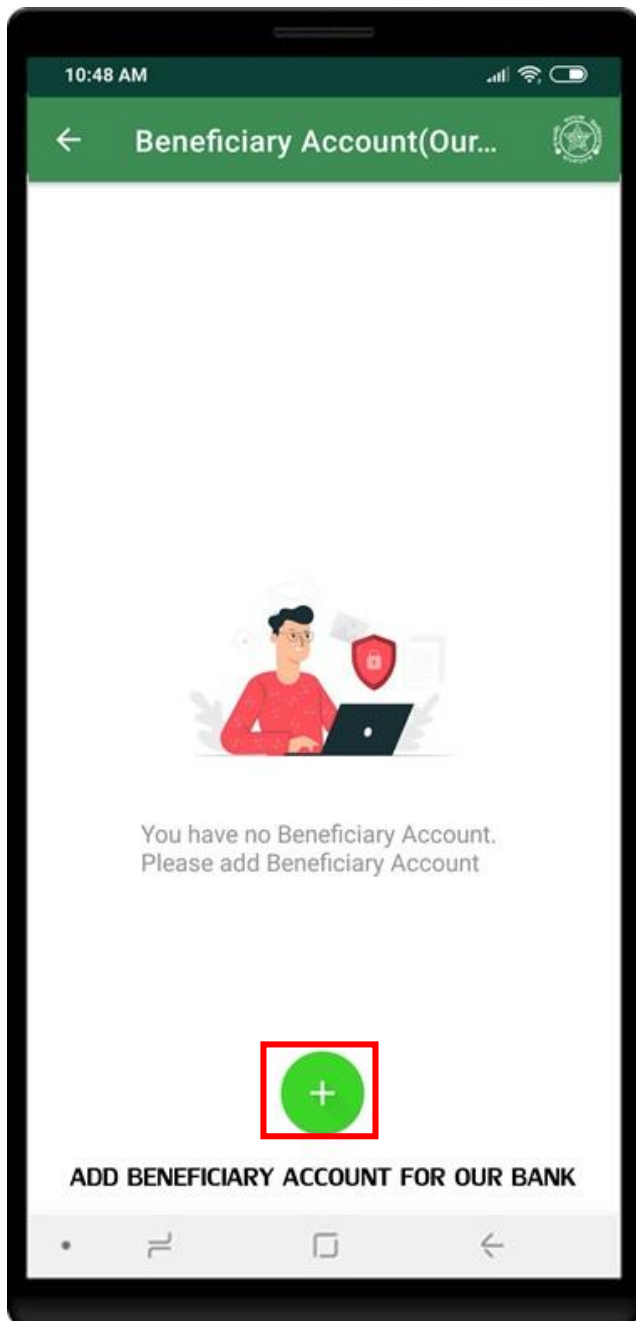 10:48 AM
Beneficiary Account(Our...
You have no Beneficiary Account.
Please add Beneficiary Account
+
ADD BENEFICIARY ACCOUNT FOR OUR BANK